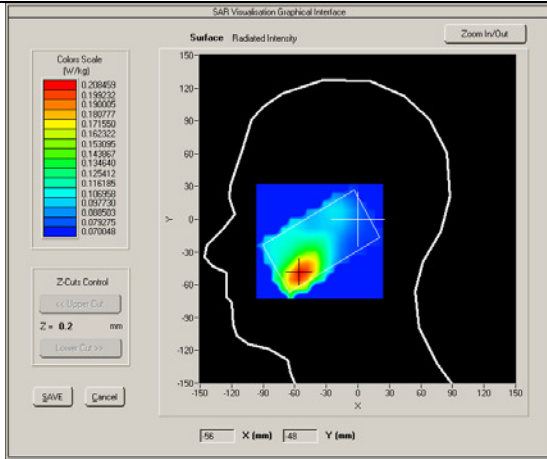 SAR Visualisation Graphical Interface
Surface Radiated Intensity
Zoom In/Out
Colors Scale
(W/kg)
0.208459
0.199232
0.190005
0.180777
0.171550
0.162322
0.153095
0.143867
0.134640
0.125412
0.116185
0.106958
0.097730
0.088503
0.079275
0.070048
Z-Cuts Control
<< Upper Cut
Z = 0.2 mm
Lower Cut >>
SAVE
Cancel
150
120
90
60
30
0
-30
-60
-90
-120
-150
Y
-150 -120 -90 -60 -30 0 30 60 90 120 150
X
-56 X (mm) -48 Y (mm)